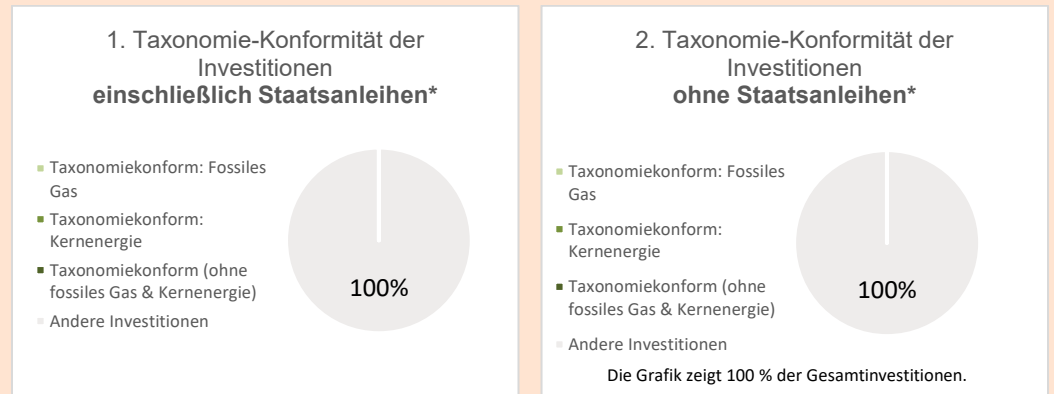 1. Taxonomie-Konformität der
Investitionen
einschließlich Staatsanleihen*
Taxonomiekonform: Fossiles
Gas
Taxonomiekonform:
Kernenergie
Taxonomiekonform (ohne
fossiles Gas & Kernenergie)
Andere Investitionen
100%
2. Taxonomie-Konformität der
Investitionen
ohne Staatsanleihen*
Taxonomiekonform: Fossiles
Gas
Taxonomiekonform:
Kernenergie
Taxonomiekonform (ohne
fossiles Gas & Kernenergie)
Andere Investitionen
100%
Die Grafik zeigt 100 % der Gesamtinvestitionen.